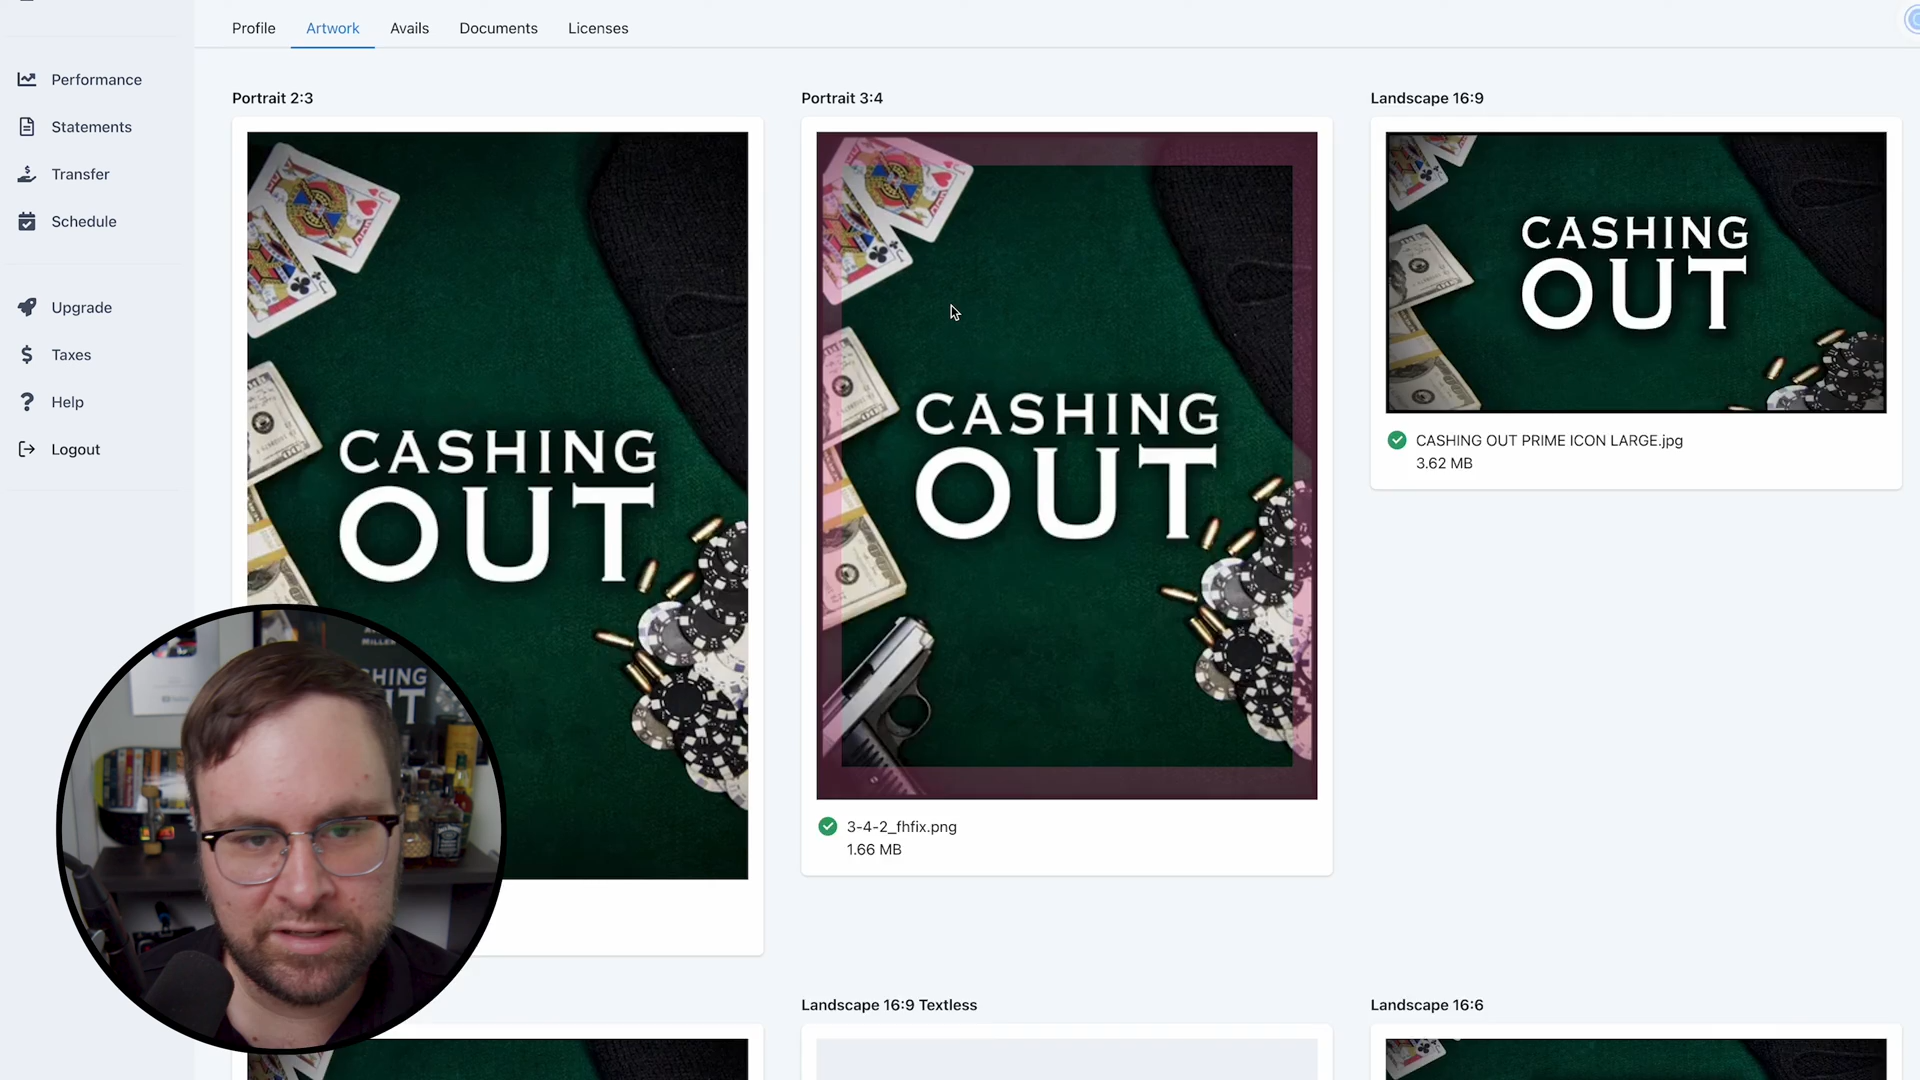 Profile
Artwork
Avails
Documents
Licenses
Performance
Statements
Transfer
Schedule
Upgrade
Taxes
Help
Logout
Portrait 2:3
CASHING
OUT
Portrait 3:4
CASHING
OUT
3-4-2_fhfix.png
1.66 MB
Landscape 16:9
CASHING
OUT
CASHING OUT PRIME ICON LARGE.jpg
3.62 MB
Landscape 16:9 Textless
Landscape 16:6
MILLER
HING
T